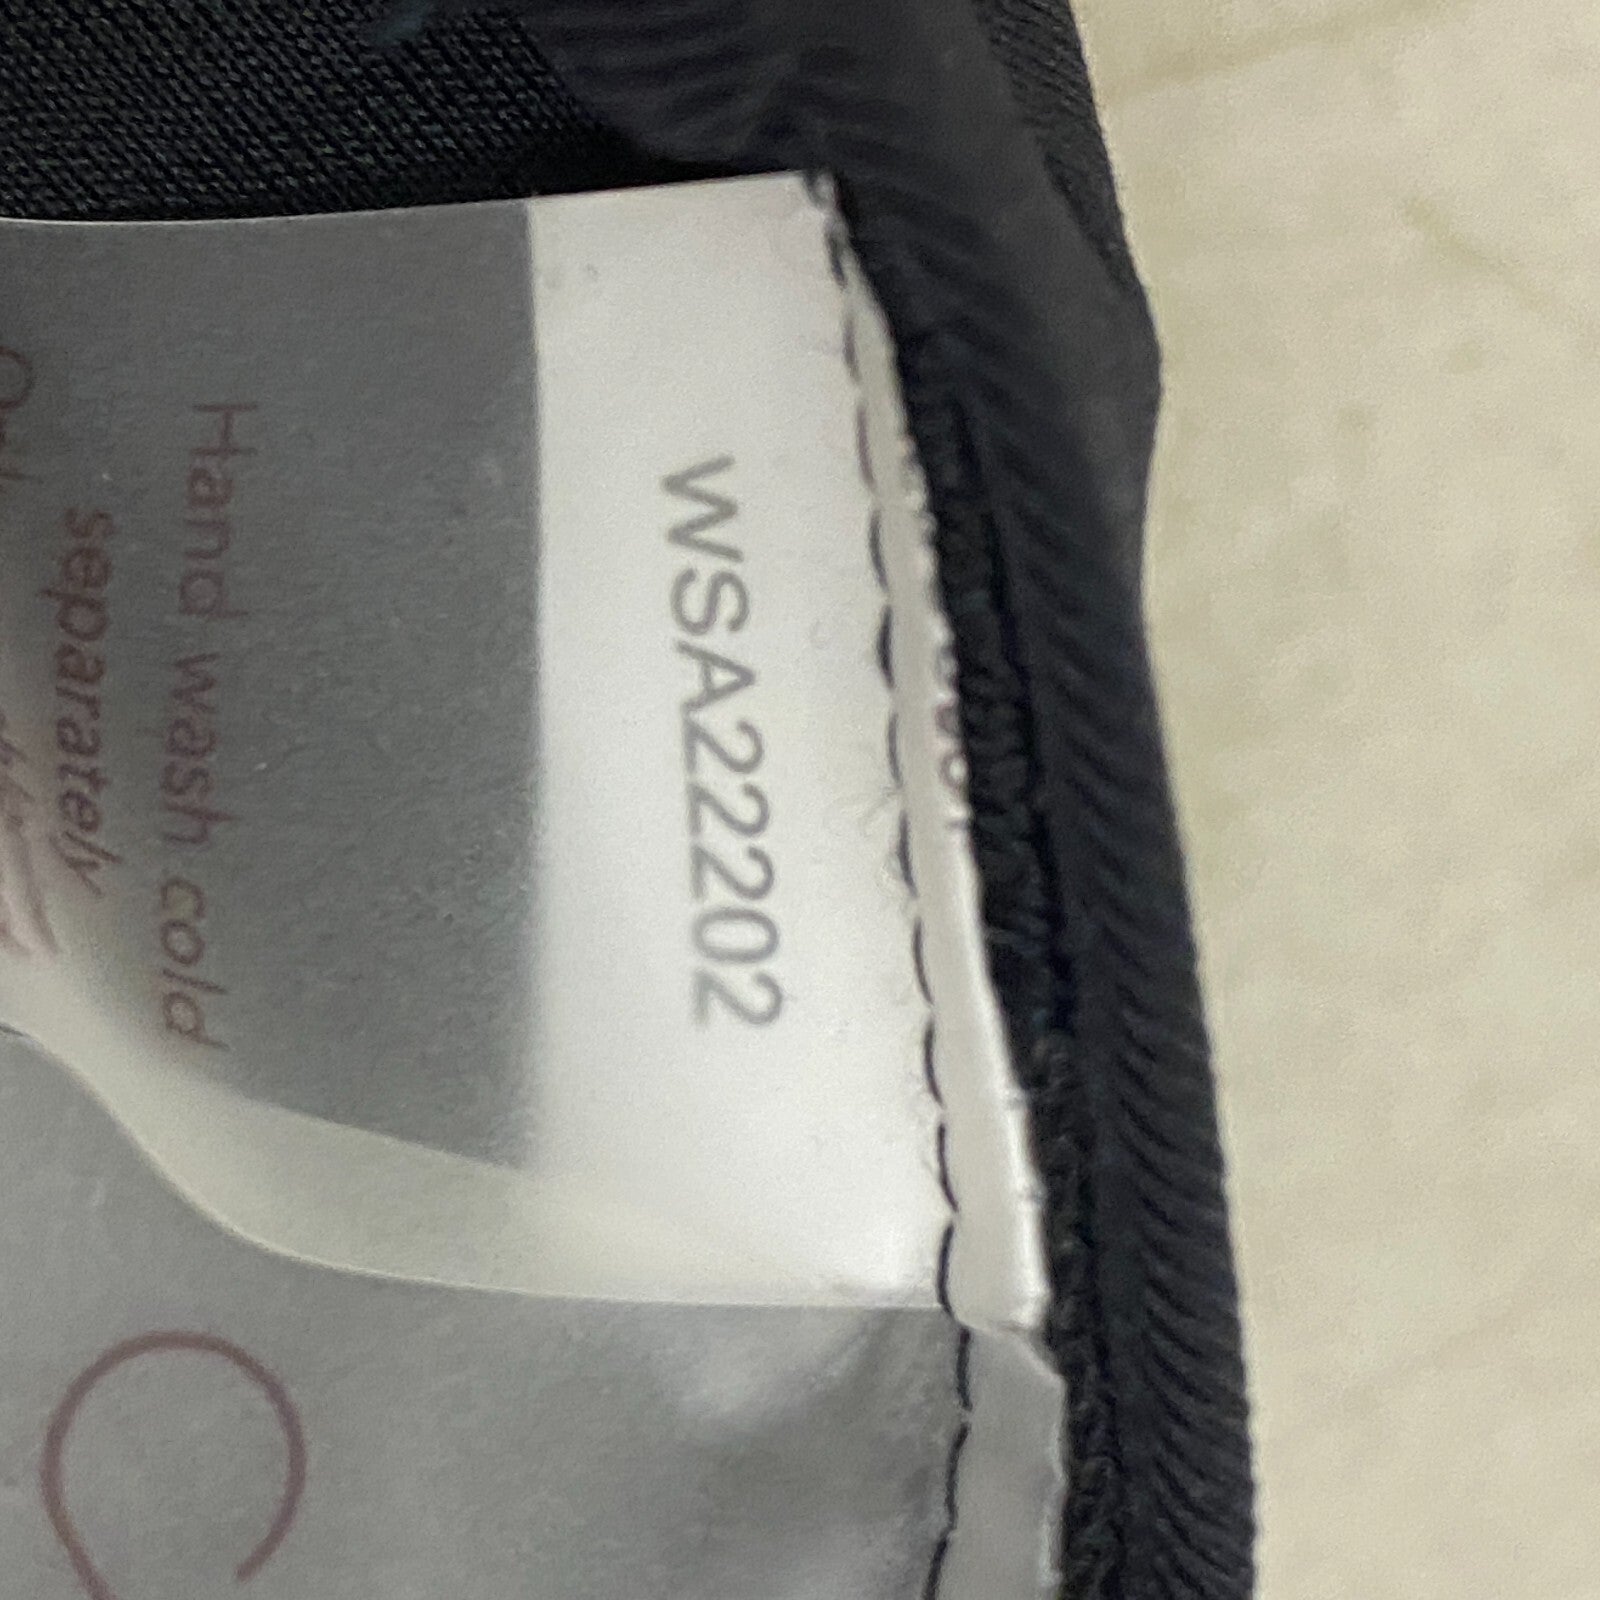 WSA22202
Hand wash cold
separately